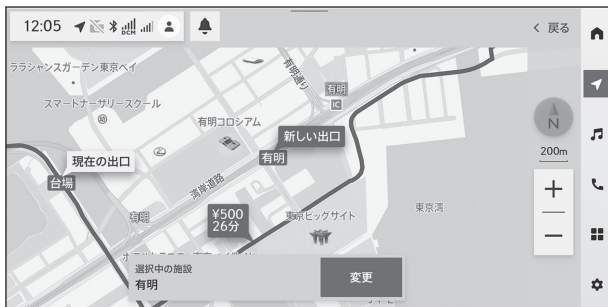 12:05
DCM
戻る
ララシャンスガーデン東京ベイ
スマートナーサリースクール
有明通り
有明
IC
N
200m
有明コロシアム
新しい出口
有明
現在の出口
台場
湾岸道路
有明
¥500
26分
東京ビッグサイト
東京湾
選択中の施設
有明
変更